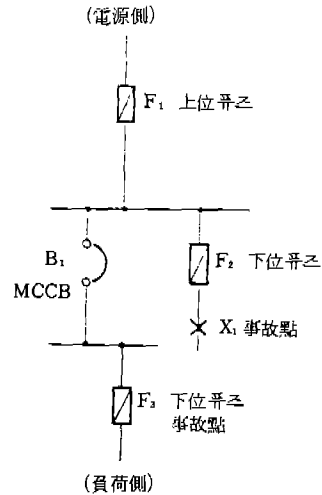 (電源側)
F₁ 上位퓨즈
B₁
MCCB
F₂ 下位퓨즈
X₁ 事故點
F₃ 下位퓨즈
事故點
(負荷側)